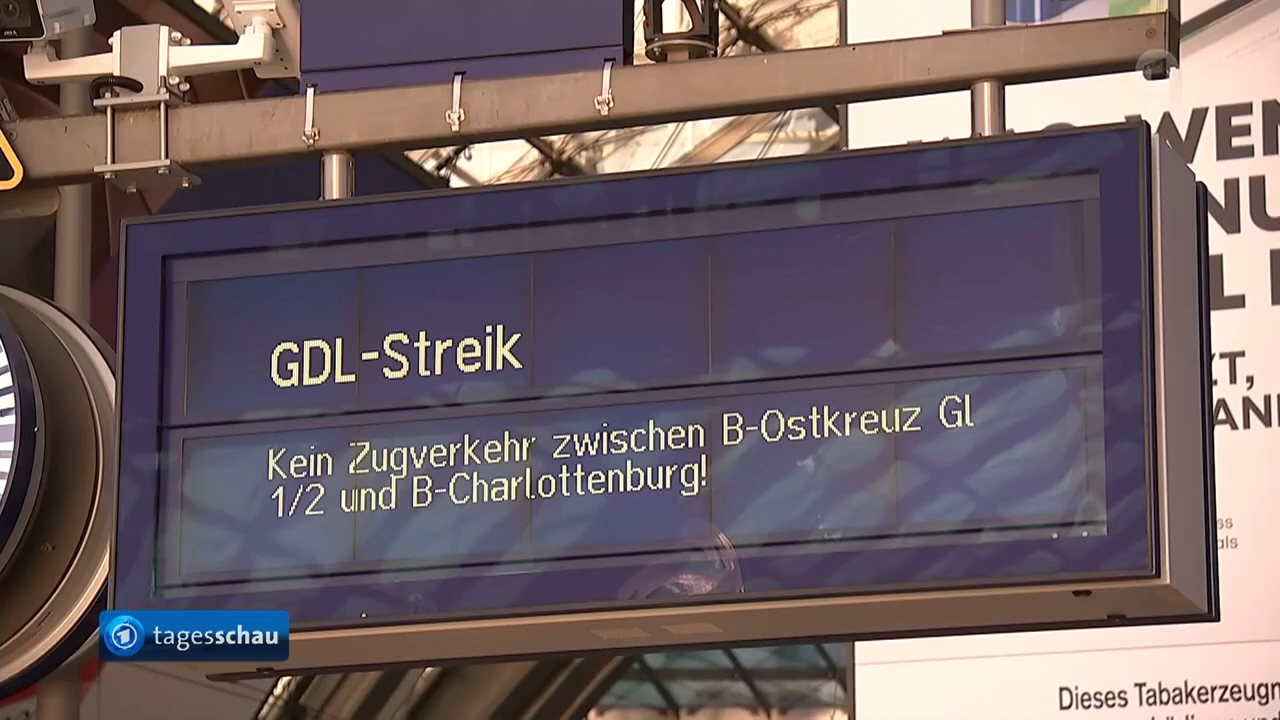 GDL-Streik
Kein Zugverkehr zwischen B-Ostkreuz Gl
1/2 und B-Charlottenburg!
tagesschau
Dieses Tabakerzeugn